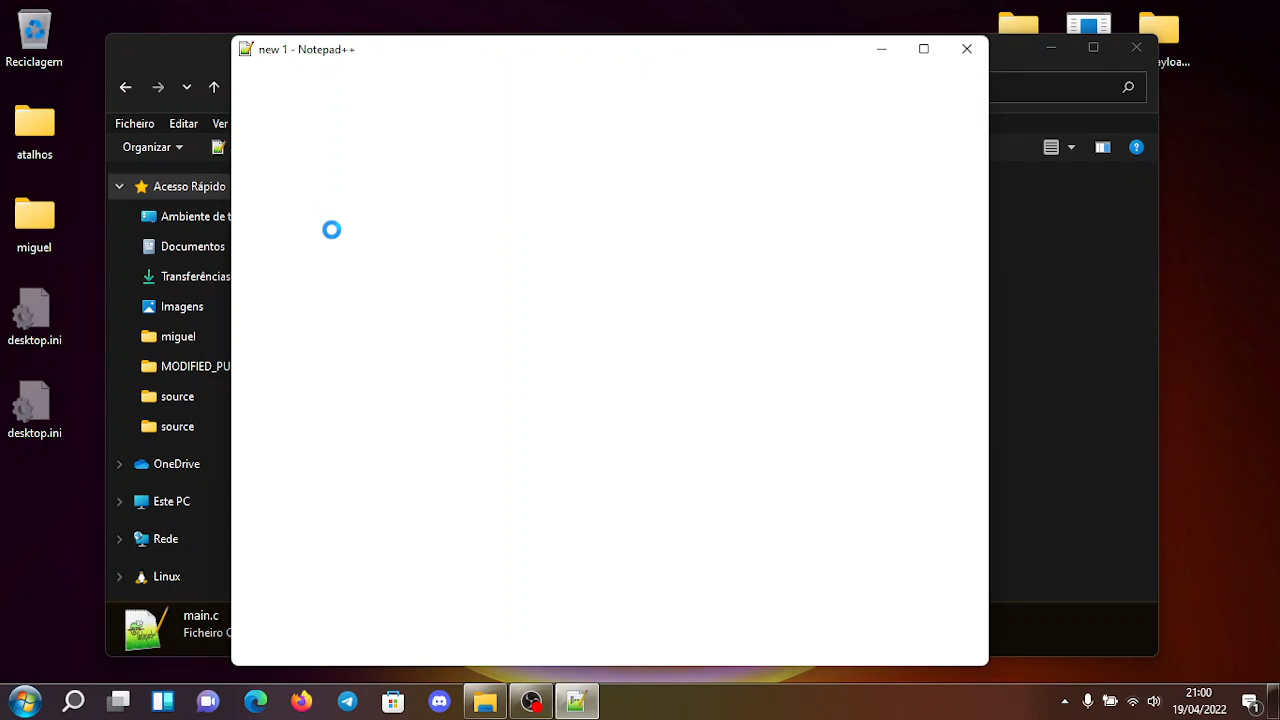 Reciclagem
atalhos
miguel
desktop.ini
desktop.ini
new 1 - Notepad++
Ficheiro Editar Ver
Organizar
Acesso Rápido
Ambiente de t
Documentos
Transferências
Imagens
miguel
MODIFIED_PU
source
source
OneDrive
Este PC
Rede
Linux
main.c
Ficheiro C
ayloa...
21:00
19/04/2022
1